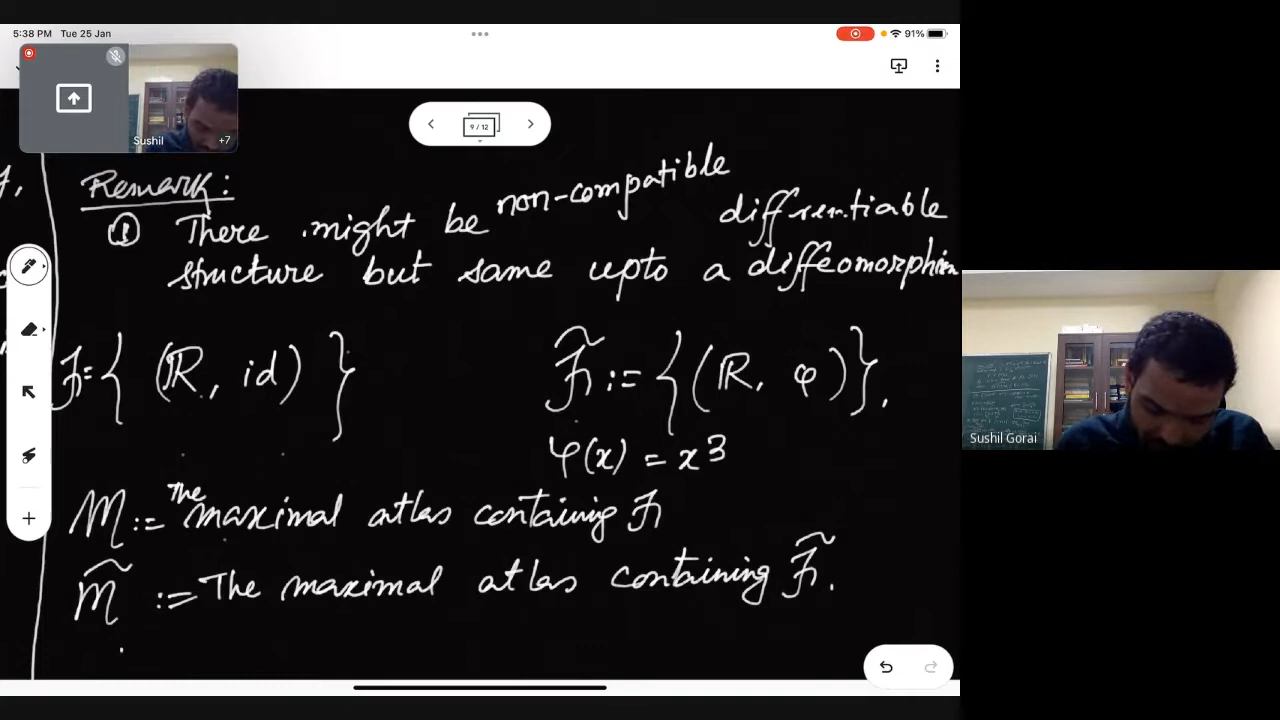 5:38 PM Tue 25 Jan
91%
Sushil
+7
9/12
Remark:
① There might be non-compatible differentiable
structure but same upto a diffeomorphism
F = { (ℝ, id) }
F̃ := { (ℝ, φ) }.
φ(x) = x³
M := The maximal atlas containing F
M̃ := The maximal atlas containing F̃.
Sushil Gorai